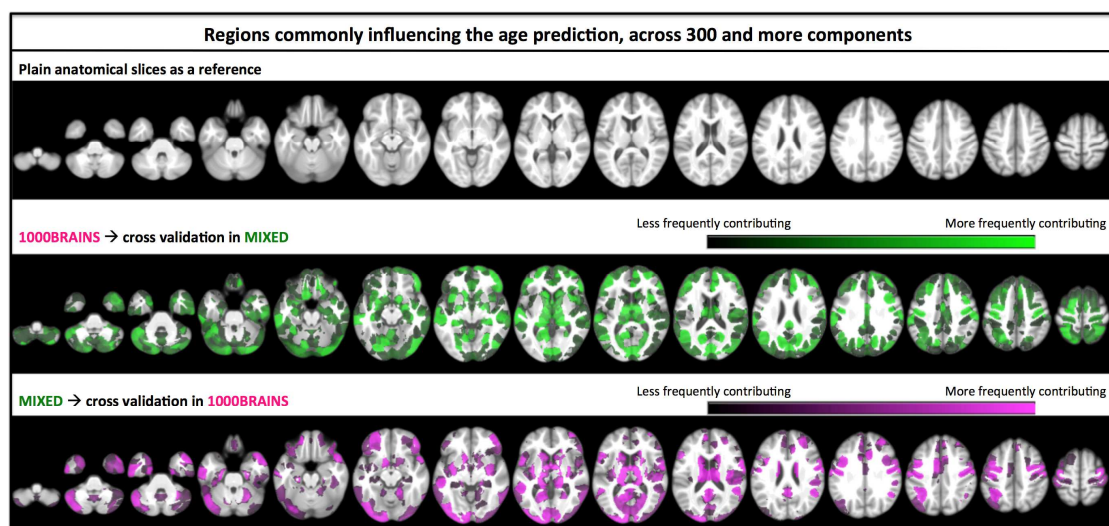 Regions commonly influencing the age prediction, across 300 and more components
Plain anatomical slices as a reference
1000BRAINS → cross validation in MIXED
Less frequently contributing
More frequently contributing
MIXED → cross validation in 1000BRAINS
Less frequently contributing
More frequently contributing